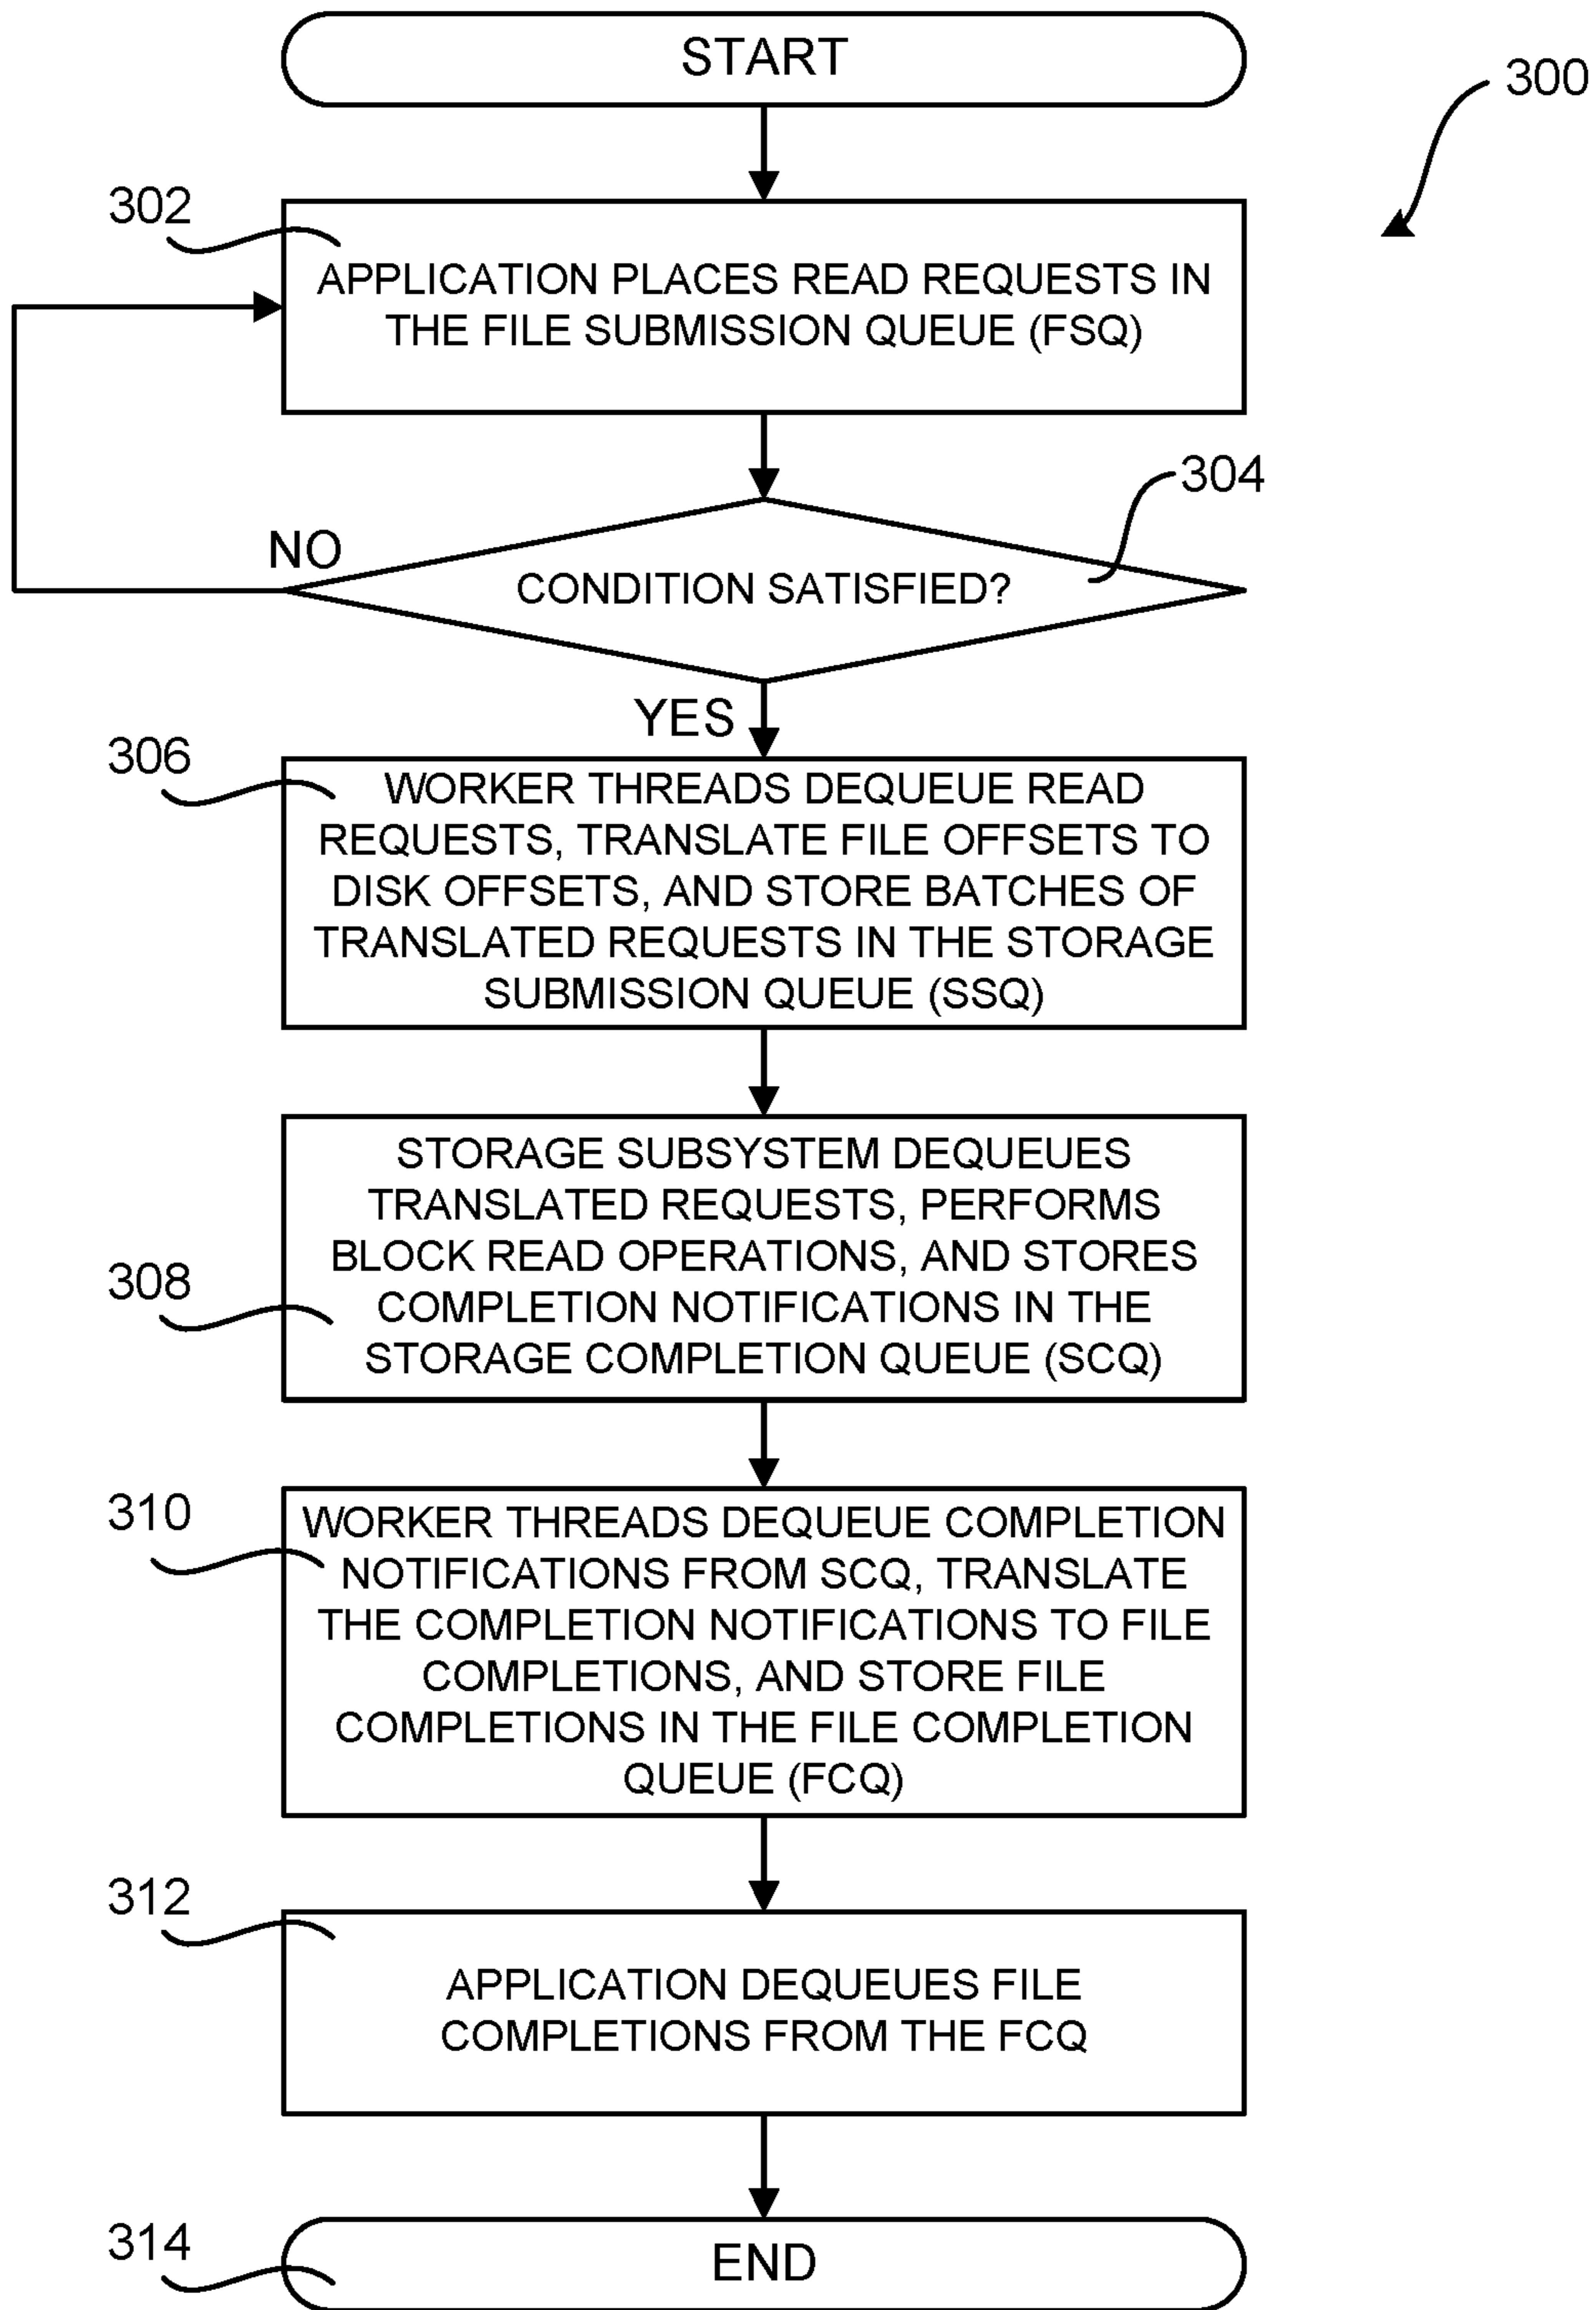 START
300
302
APPLICATION PLACES READ REQUESTS IN
THE FILE SUBMISSION QUEUE (FSQ)
304
NO
CONDITION SATISFIED?
YES
306
WORKER THREADS DEQUEUE READ
REQUESTS, TRANSLATE FILE OFFSETS TO
DISK OFFSETS, AND STORE BATCHES OF
TRANSLATED REQUESTS IN THE STORAGE
SUBMISSION QUEUE (SSQ)
STORAGE SUBSYSTEM DEQUEUES
TRANSLATED REQUESTS, PERFORMS
BLOCK READ OPERATIONS, AND STORES
308
COMPLETION NOTIFICATIONS IN THE
STORAGE COMPLETION QUEUE (SCQ)
310
WORKER THREADS DEQUEUE COMPLETION
NOTIFICATIONS FROM SCQ, TRANSLATE
THE COMPLETION NOTIFICATIONS TO FILE
COMPLETIONS, AND STORE FILE
COMPLETIONS IN THE FILE COMPLETION
QUEUE (FCQ)
312
APPLICATION DEQUEUES FILE
COMPLETIONS FROM THE FCQ
314
END